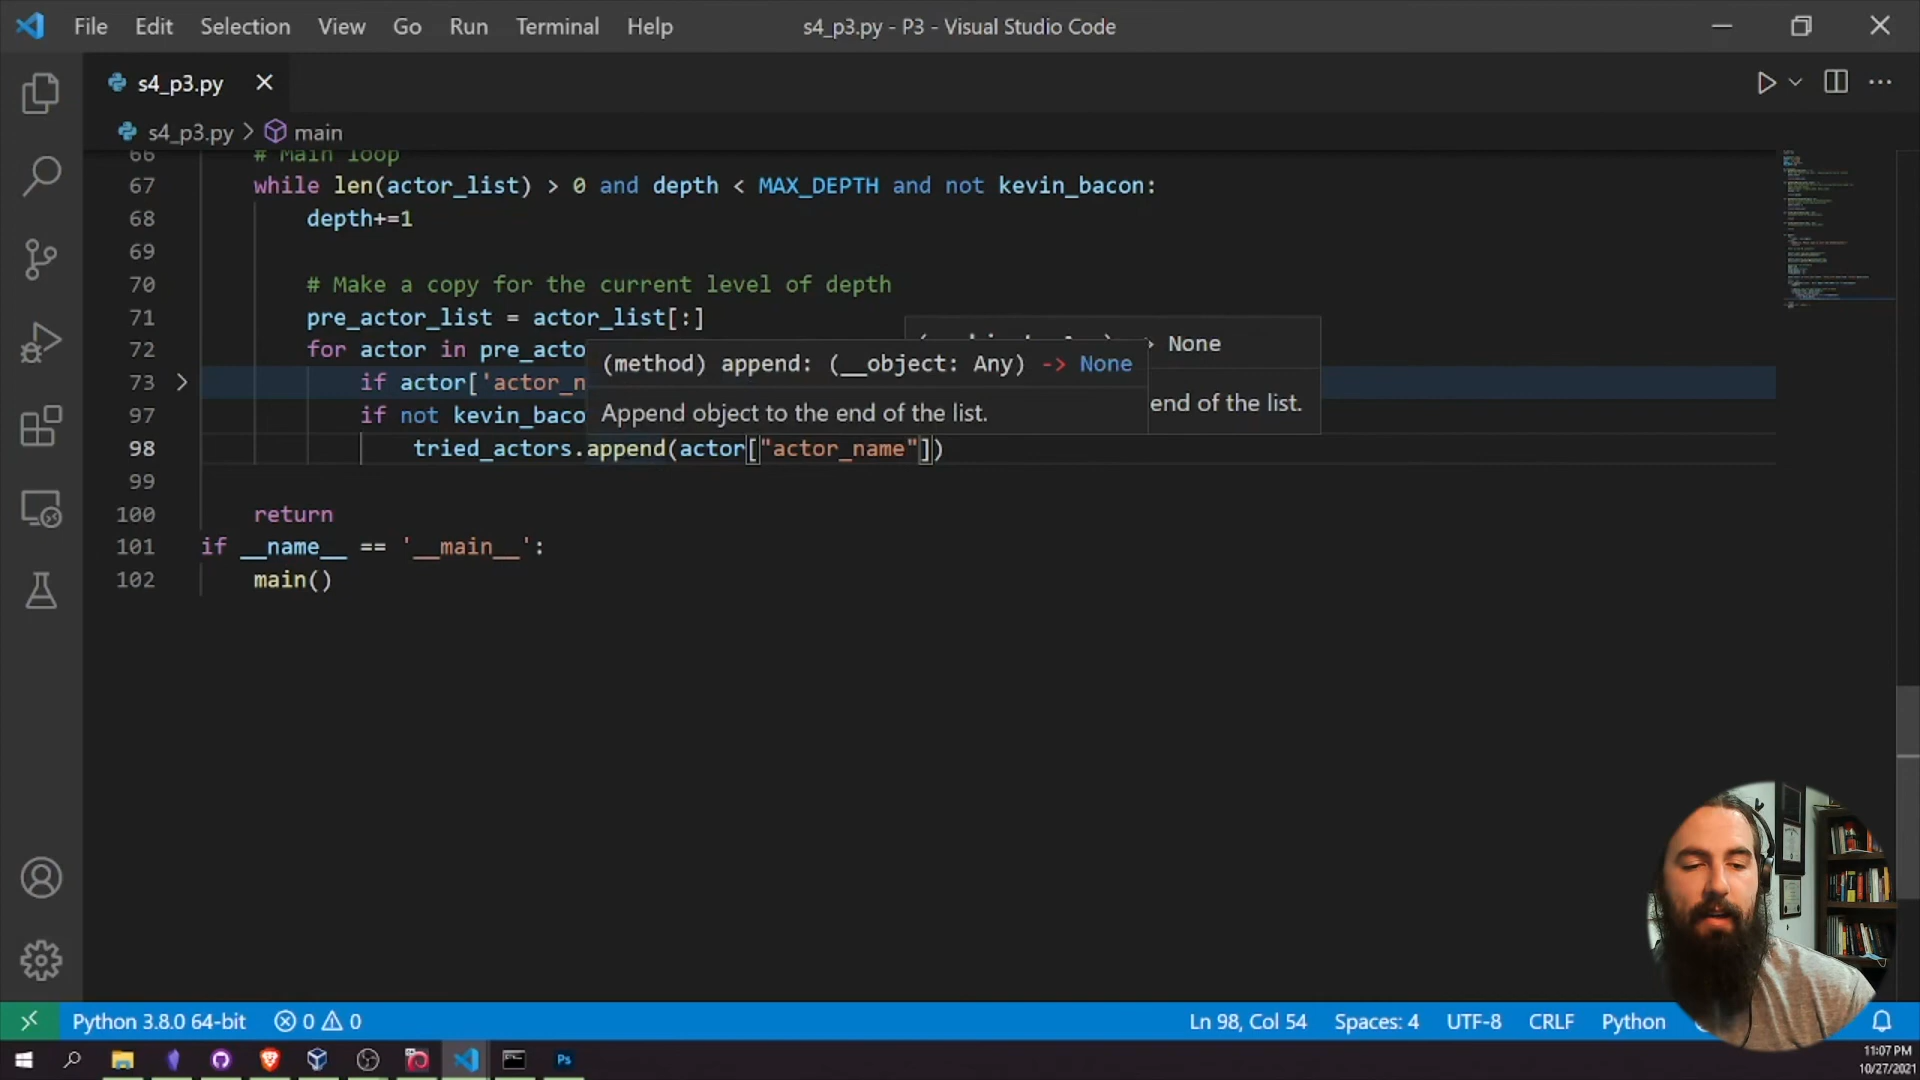 File Edit Selection View Go Run Terminal Help s4_p3.py - P3 - Visual Studio Code
s4_p3.py
s4_p3.py > main
66 # Main loop
67 while len(actor_list) > 0 and depth < MAX_DEPTH and not kevin_bacon:
68 depth+=1
69
70 # Make a copy for the current level of depth
71 pre_actor_list = actor_list[:]
72 for actor in pre_acto
(method) append: (__object: Any) -> None
None
73 if actor['actor_n
97 if not kevin_baco
Append object to the end of the list.
end of the list.
98 tried_actors.append(actor["actor_name"])
99
100 return
101 if __name__ == '__main__':
102 main()
Python 3.8.0 64-bit 0 0 Ln 98, Col 54 Spaces: 4 UTF-8 CRLF Python
Ps
11:07 PM
10/27/2021